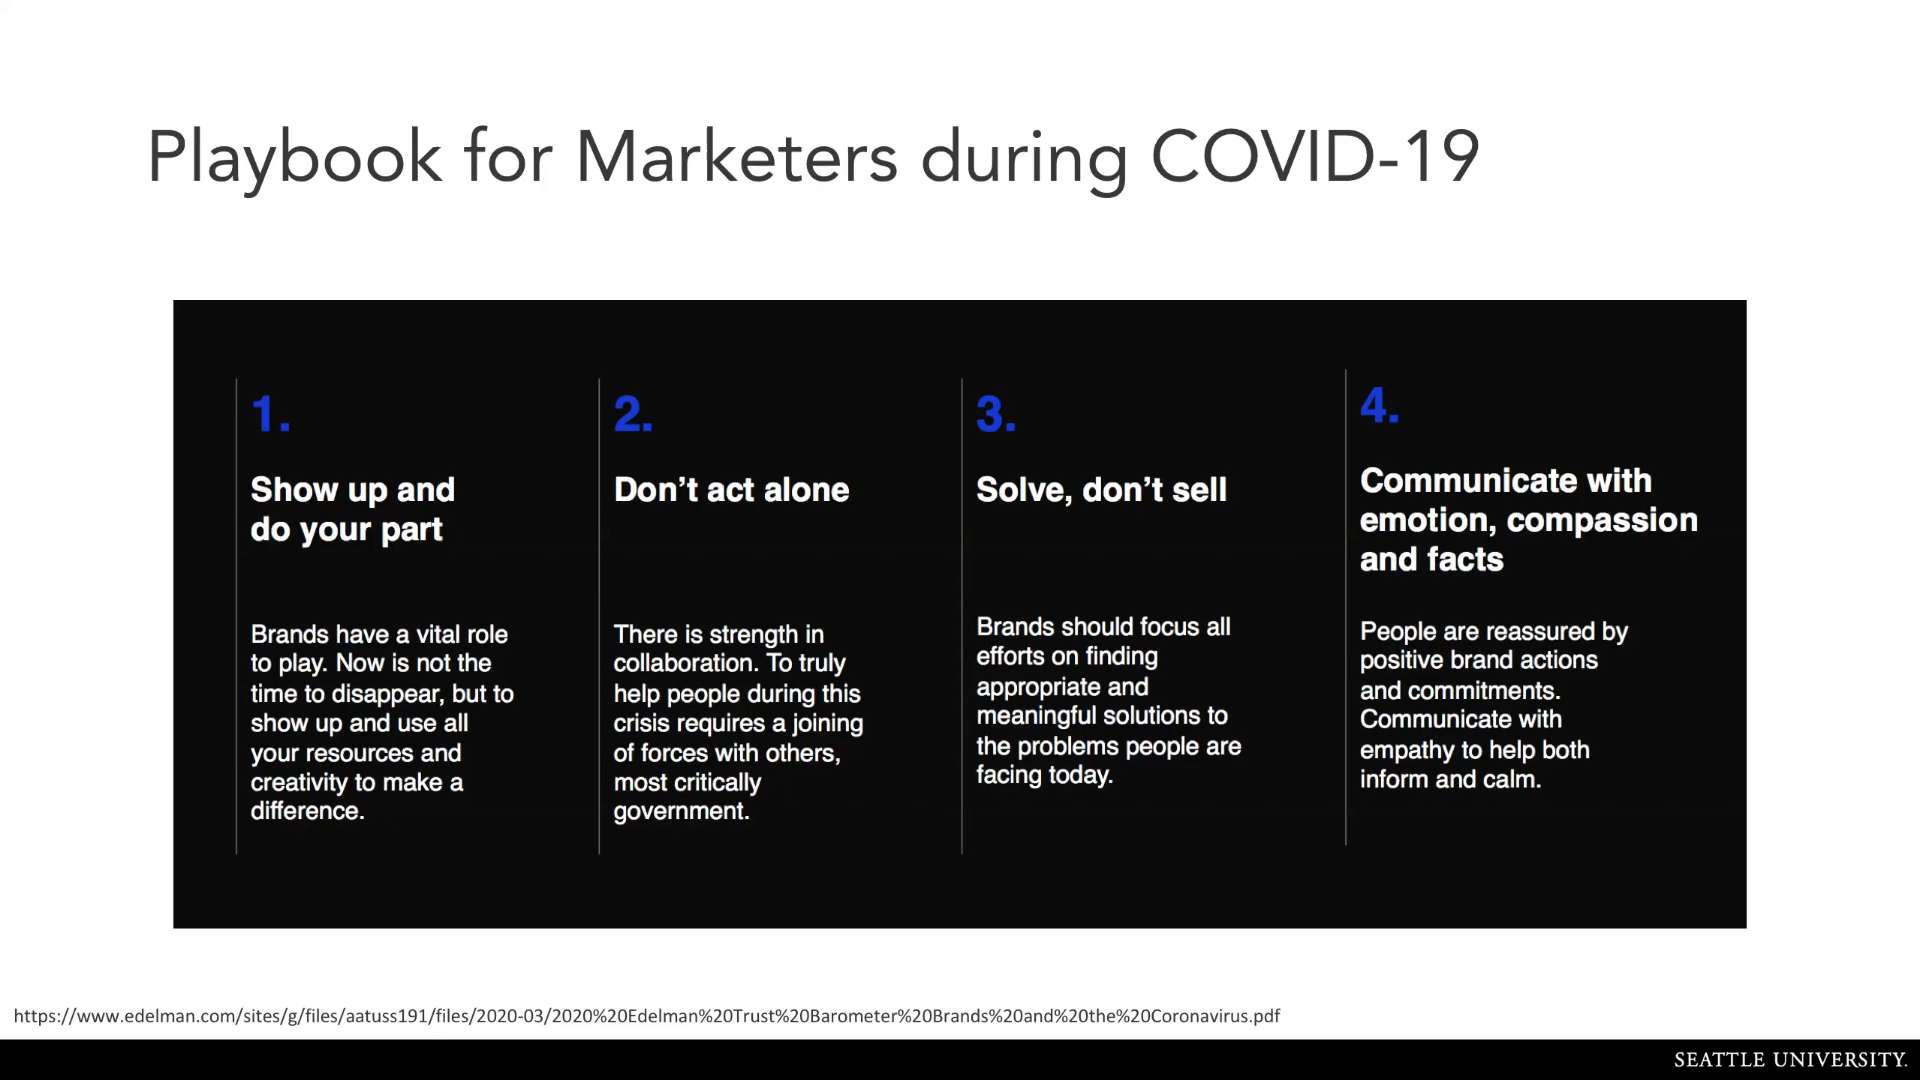 Playbook for Marketers during COVID-19
1.
Show up and
do your part
Brands have a vital role
to play. Now is not the
time to disappear, but to
show up and use all
your resources and
creativity to make a
difference.
2.
Don't act alone
There is strength in
collaboration. To truly
help people during this
crisis requires a joining
of forces with others,
most critically
government.
3.
Solve, don't sell
Brands should focus all
efforts on finding
appropriate and
meaningful solutions to
the problems people are
facing today.
4.
Communicate with
emotion, compassion
and facts
People are reassured by
positive brand actions
and commitments.
Communicate with
empathy to help both
inform and calm.
https://www.edelman.com/sites/g/files/aatuss191/files/2020-03/2020%20Edelman%20Trust%20Barometer%20Brands%20and%20the%20Coronavirus.pdf
SEATTLE UNIVERSITY.